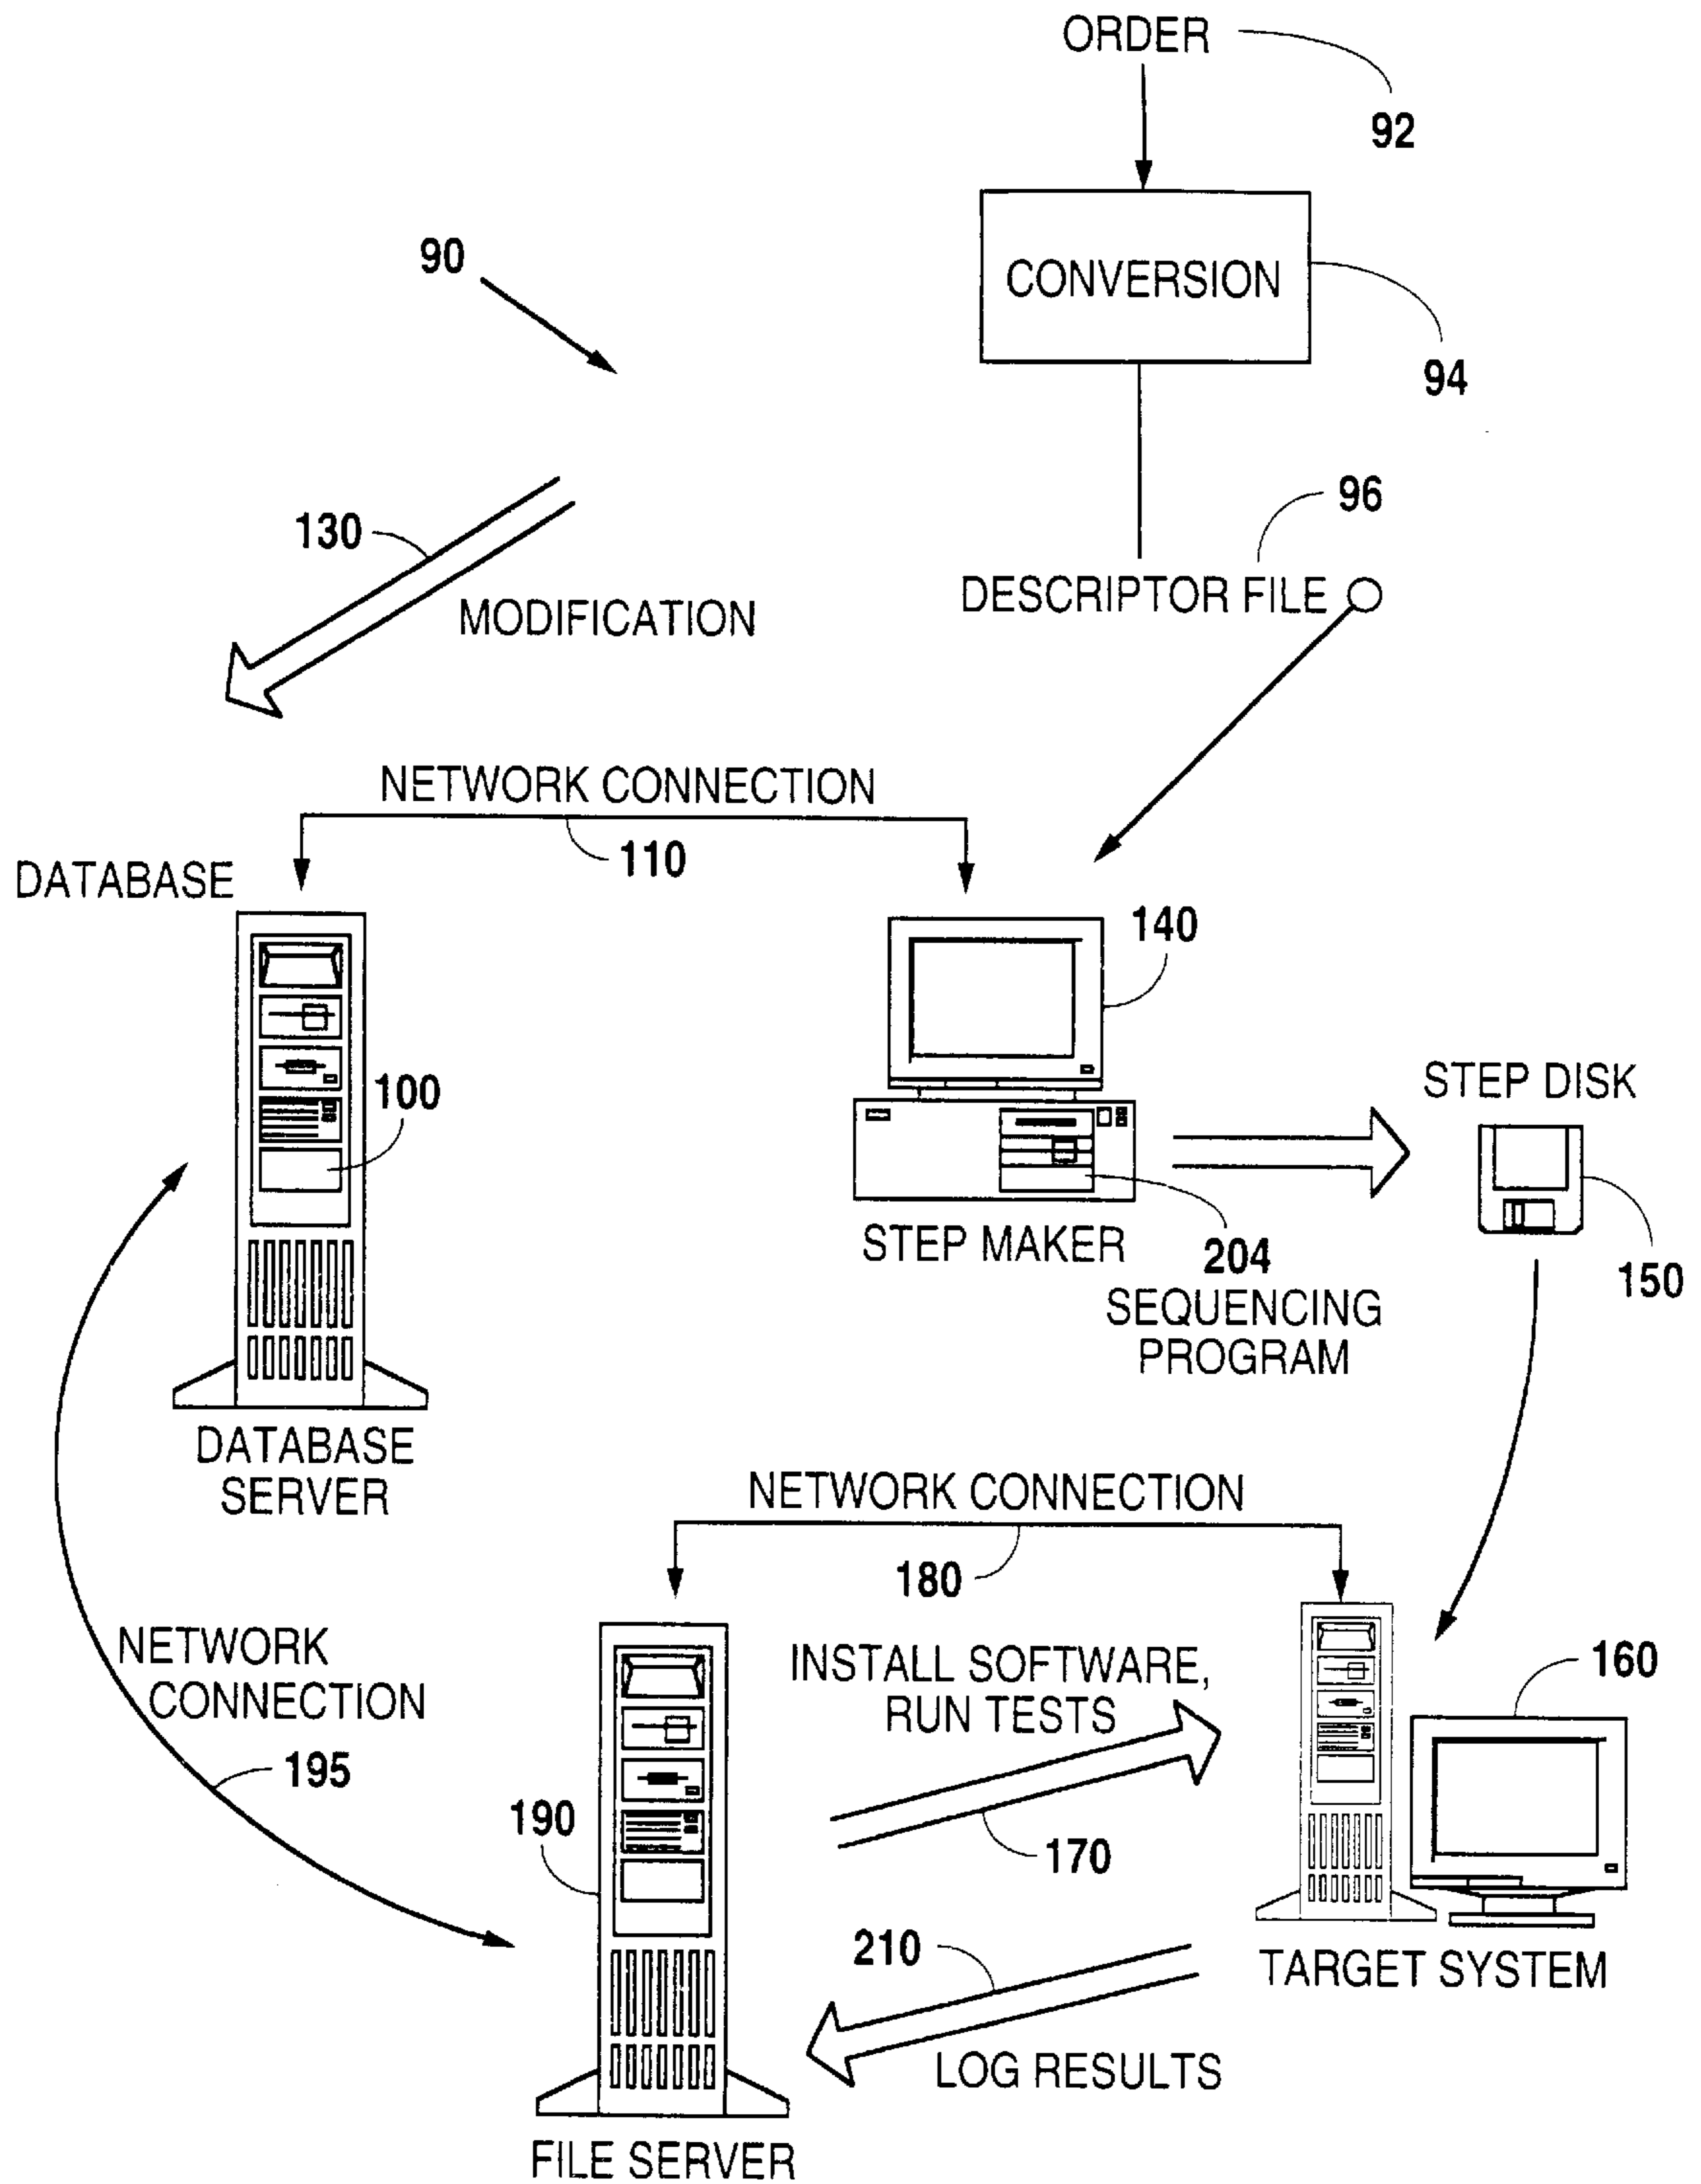 ORDER
92
CONVERSION
94
90
96
DESCRIPTOR FILE
130
MODIFICATION
NETWORK CONNECTION
110
DATABASE
140
100
STEP DISK
150
STEP MAKER
204
SEQUENCING
PROGRAM
DATABASE
SERVER
NETWORK CONNECTION
180
NETWORK
CONNECTION
195
INSTALL SOFTWARE,
RUN TESTS
160
190
170
210
TARGET SYSTEM
LOG RESULTS
FILE SERVER